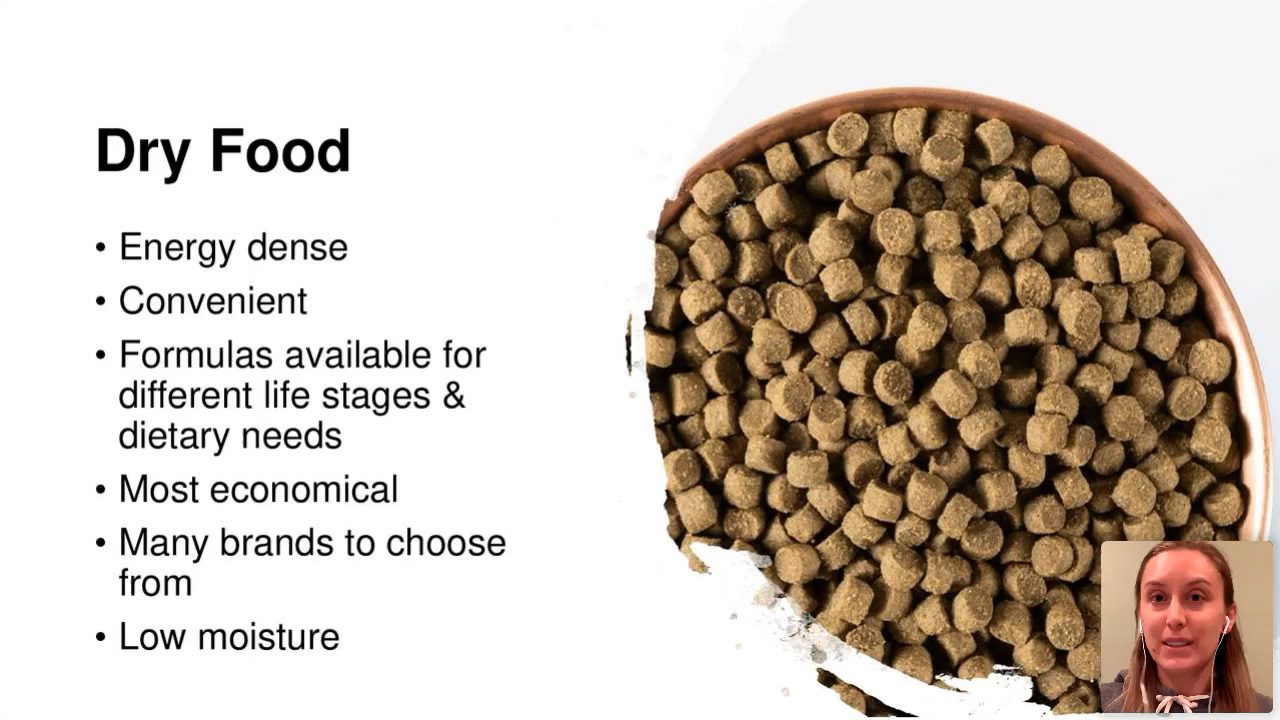 Dry Food
• Energy dense
• Convenient
• Formulas available for
different life stages &
dietary needs
• Most economical
• Many brands to choose
from
• Low moisture